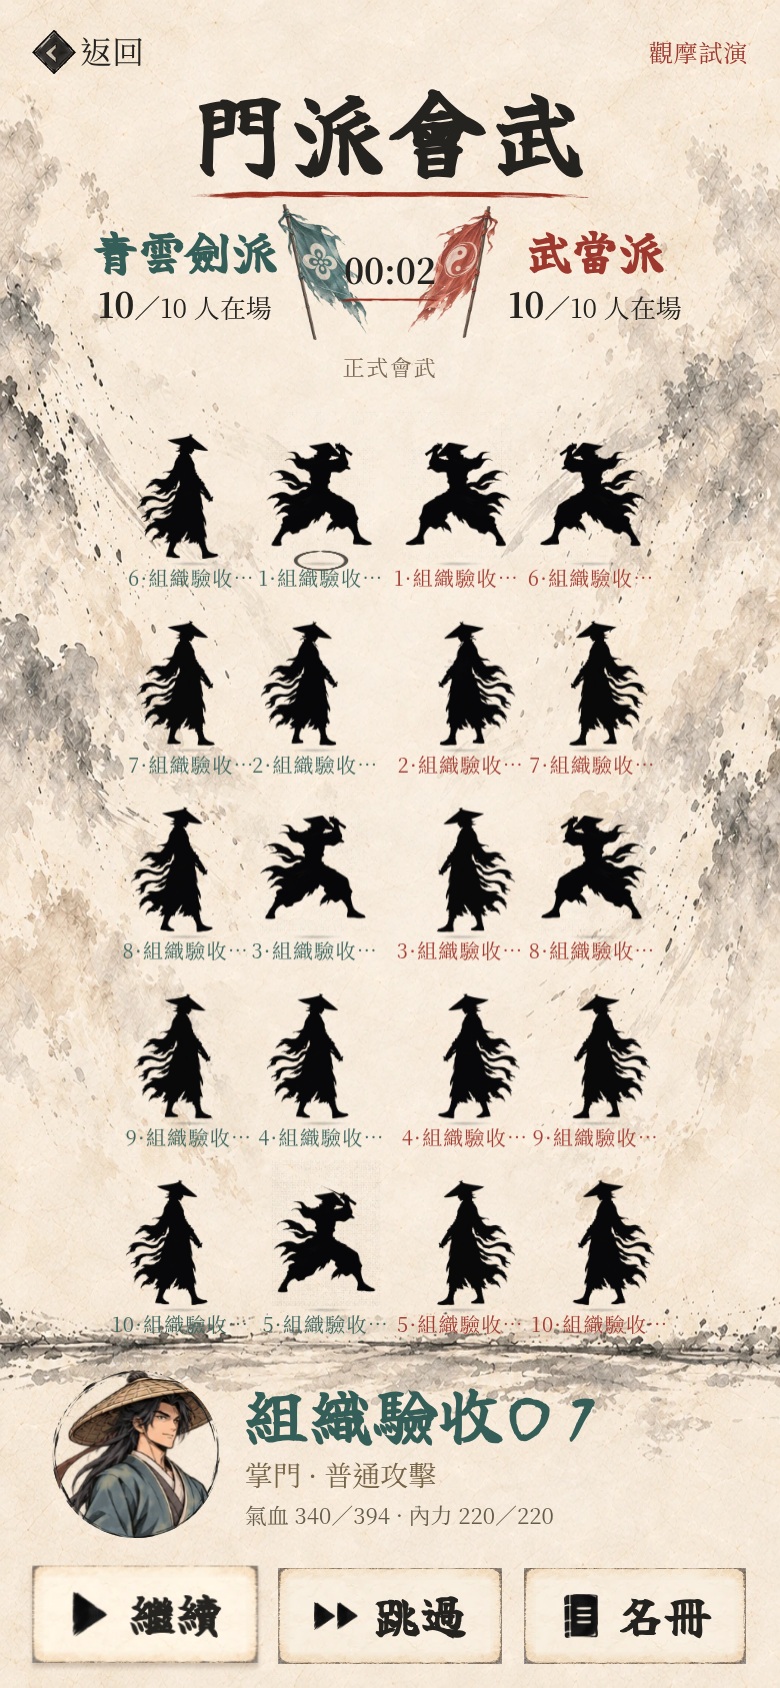 返回
觀摩試演
門派會武
青雲劍派
10／10 人在場
00:02
武當派
10／10 人在場
正式會武
6·組織驗收… 1·組織驗收… 1·組織驗收… 6·組織驗收…
7·組織驗收… 2·組織驗收… 2·組織驗收… 7·組織驗收…
8·組織驗收… 3·組織驗收… 3·組織驗收… 8·組織驗收…
9·組織驗收… 4·組織驗收… 4·組織驗收… 9·組織驗收…
10·組織驗收… 5·組織驗收… 5·組織驗收… 10·組織驗收…
組織驗收07
掌門 · 普通攻擊
氣血 340／394 · 內力 220／220
繼續
跳過
名冊